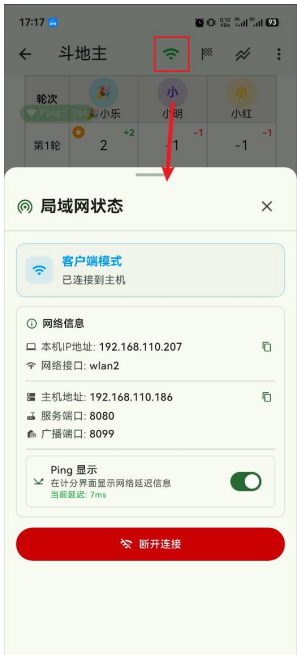 17:17
93
斗地主
轮次
小
小
小乐
小明
小红
Ping: 7ms
第1轮
2
+2
-1
-1
-1
-1
局域网状态
客户端模式
已连接到主机
网络信息
本机IP地址: 192.168.110.207
网络接口: wlan2
主机地址: 192.168.110.186
服务端口: 8080
广播端口: 8099
Ping 显示
在计分界面显示网络延迟信息
当前延迟: 7ms
断开连接